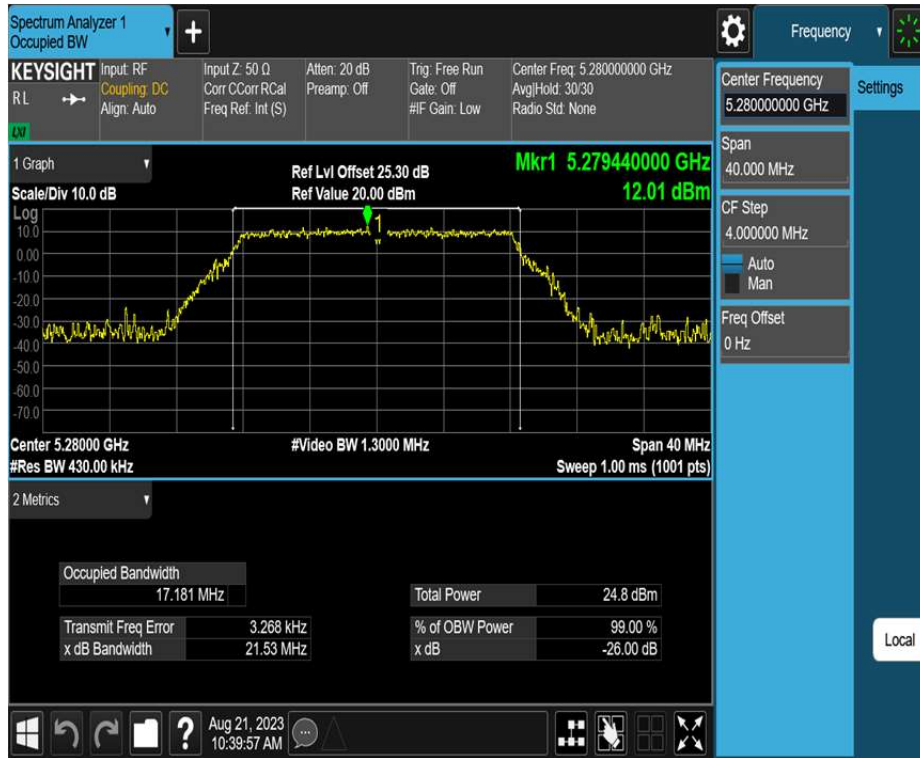 Spectrum Analyzer 1
Occupied BW
+
Frequency
KEYSIGHT
RL
LXI
Input: RF
Coupling: DC
Align: Auto
Input Z: 50 Ω
Corr CCorr RCal
Freq Ref: Int (S)
Atten: 20 dB
Preamp: Off
Trig: Free Run
Gate: Off
#IF Gain: Low
Center Freq: 5.280000000 GHz
Avg|Hold: 30/30
Radio Std: None
Center Frequency
5.280000000 GHz
Settings
Span
40.000 MHz
CF Step
4.000000 MHz
Auto
Man
Freq Offset
0 Hz
Local
1 Graph
Scale/Div 10.0 dB
Ref Lvl Offset 25.30 dB
Ref Value 20.00 dBm
Mkr1 5.279440000 GHz
12.01 dBm
Log
10.0
0.00
-10.0
-20.0
-30.0
-40.0
-50.0
-60.0
-70.0
1
Center 5.28000 GHz
#Video BW 1.3000 MHz
Span 40 MHz
#Res BW 430.00 kHz
Sweep 1.00 ms (1001 pts)
2 Metrics
Occupied Bandwidth
17.181 MHz
Total Power 24.8 dBm
Transmit Freq Error 3.268 kHz
% of OBW Power 99.00 %
x dB Bandwidth 21.53 MHz
x dB -26.00 dB
?
Aug 21, 2023
10:39:57 AM